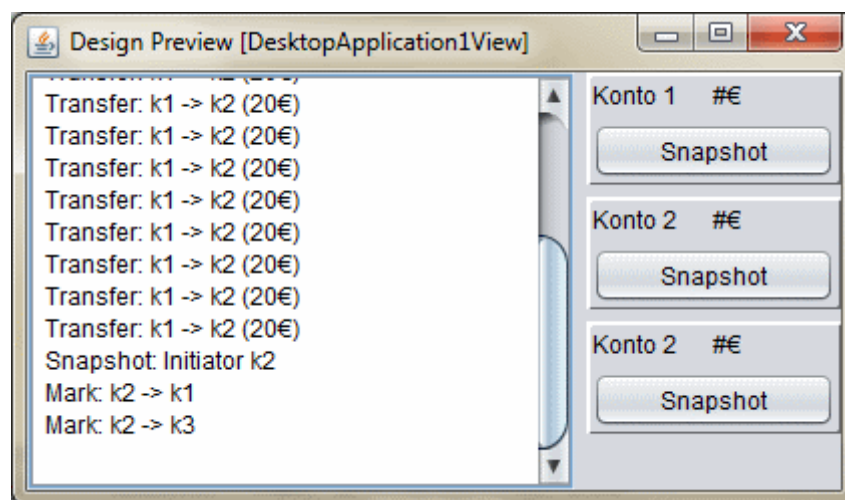 Design Preview [DesktopApplication1View]
Transfer: k1 -> k2 (20€)
Transfer: k1 -> k2 (20€)
Transfer: k1 -> k2 (20€)
Transfer: k1 -> k2 (20€)
Transfer: k1 -> k2 (20€)
Transfer: k1 -> k2 (20€)
Transfer: k1 -> k2 (20€)
Transfer: k1 -> k2 (20€)
Snapshot: Initiator k2
Mark: k2 -> k1
Mark: k2 -> k3
Konto 1 #€
Snapshot
Konto 2 #€
Snapshot
Konto 2 #€
Snapshot